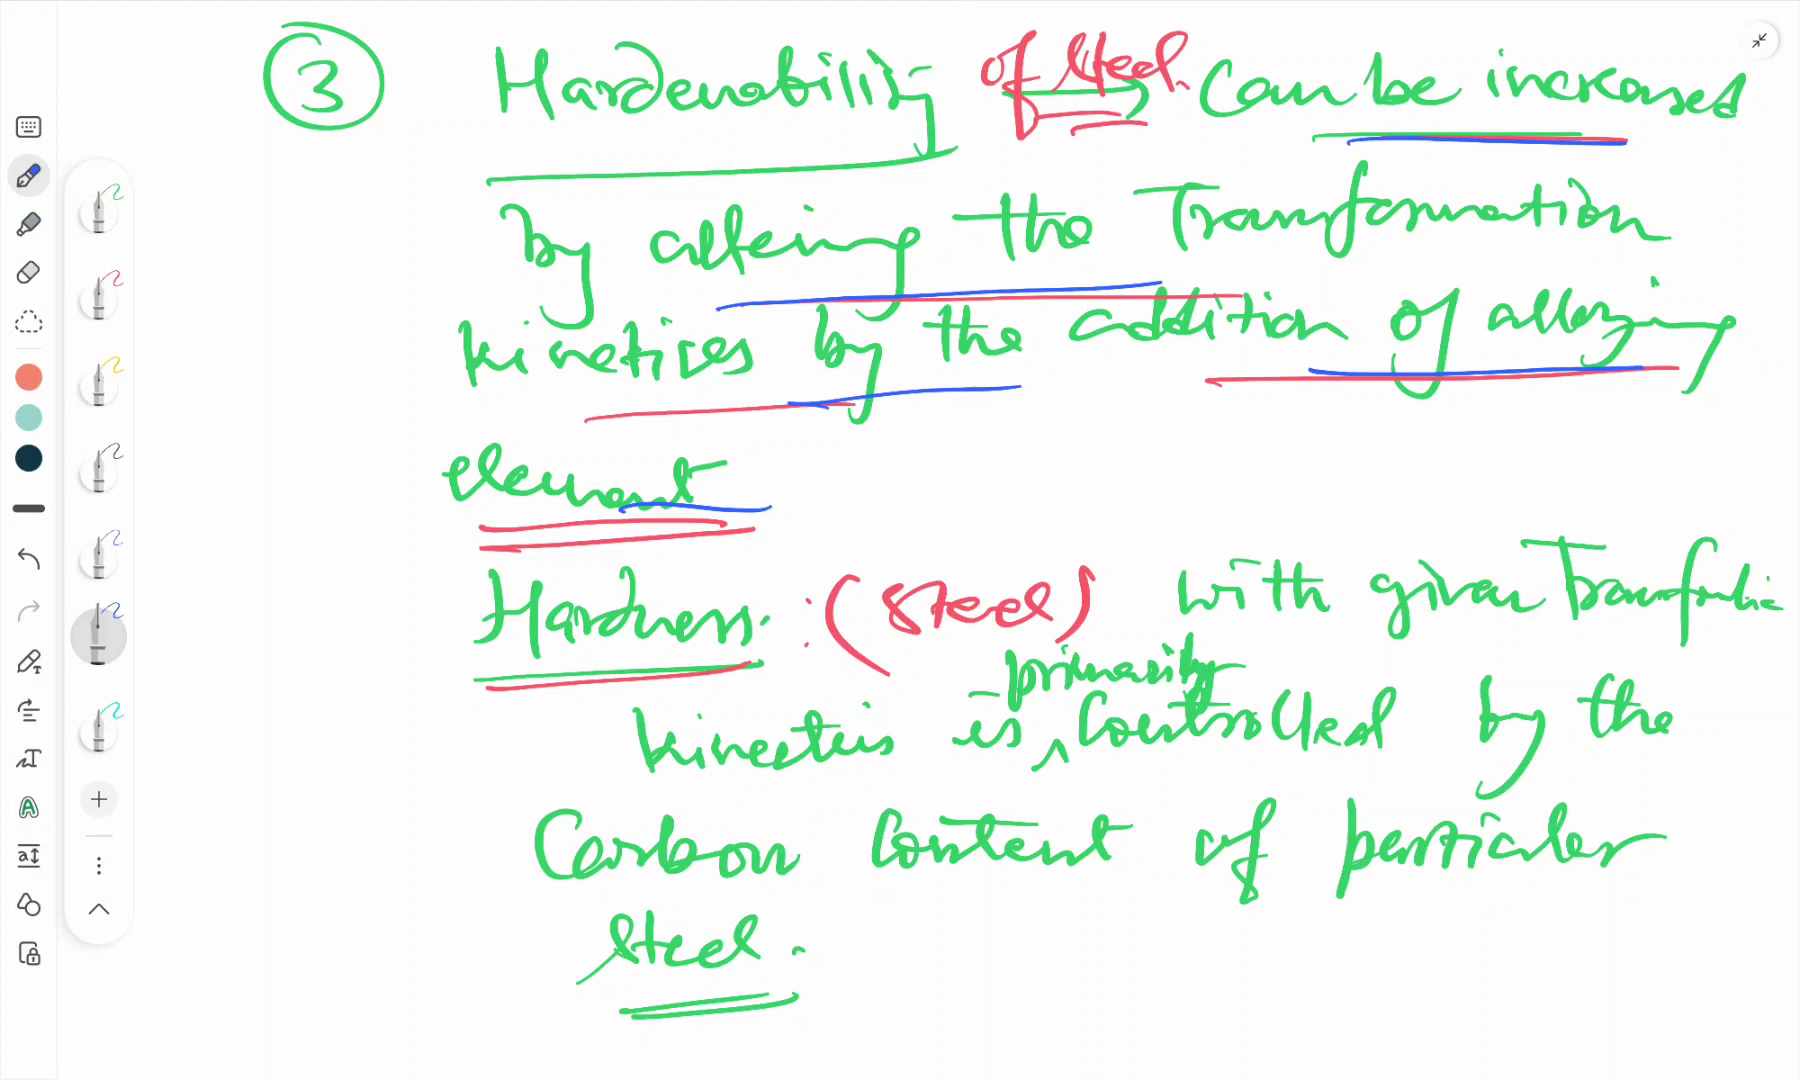 3 Hardenability of steel. Can be increased
by altering the Transformation
kinetics by the addition of alloying
element
Hardness : (steel) with given
primarily
kinetics is ^ Controlled by the
Carbon Content of particular
steel.